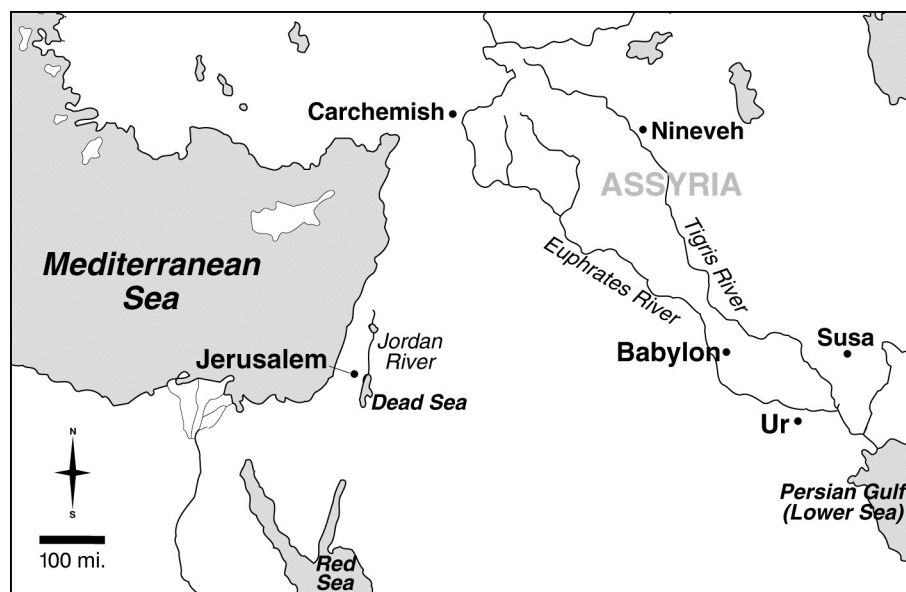 Carchemish
Nineveh
ASSYRIA
Mediterranean
Sea
Tigris River
Euphrates River
Jordan
River
Jerusalem
Dead Sea
Babylon
Susa
Ur
N
S
100 mi.
Persian Gulf
(Lower Sea)
Red
Sea